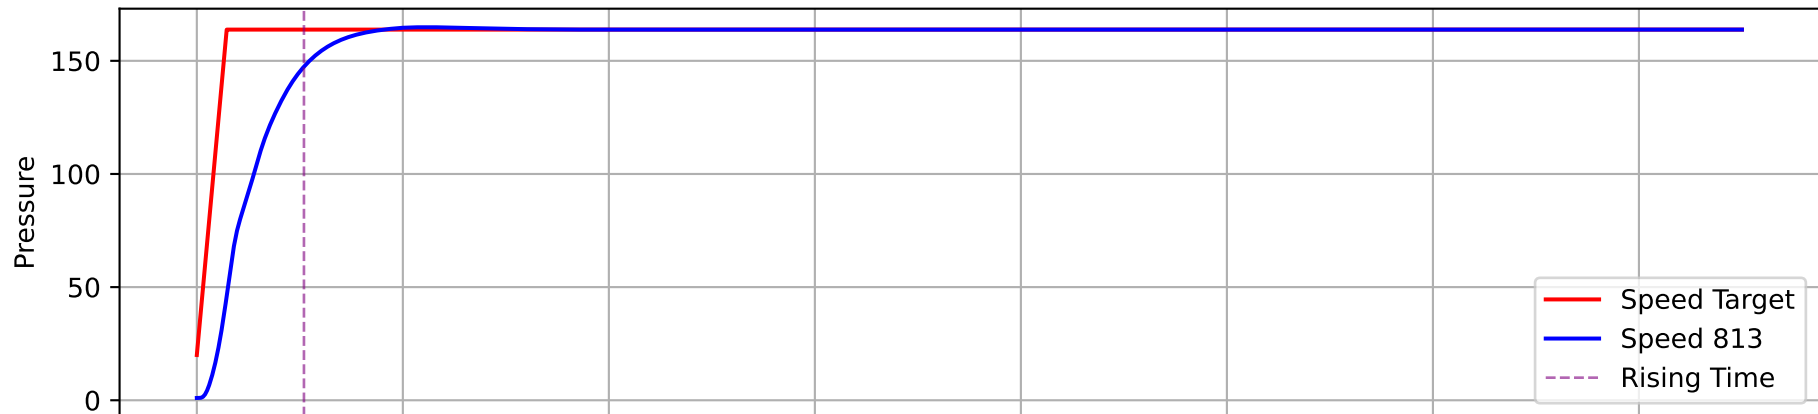 Pressure
150
100
50
0
Speed Target
Speed 813
Rising Time